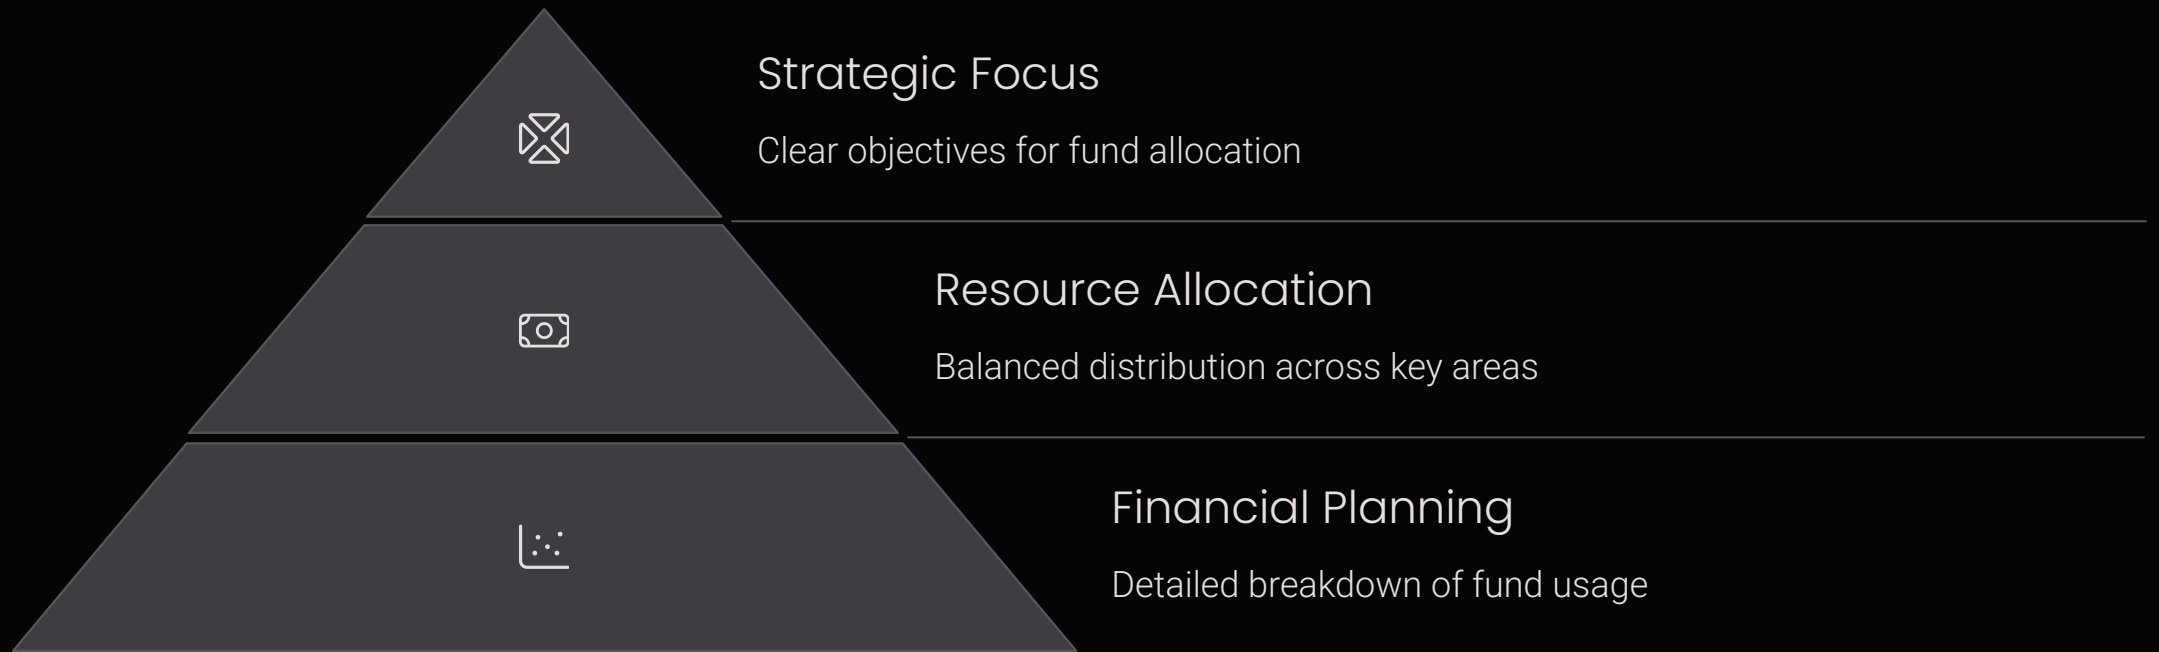 Strategic Focus
Clear objectives for fund allocation
Resource Allocation
Balanced distribution across key areas
Financial Planning
Detailed breakdown of fund usage